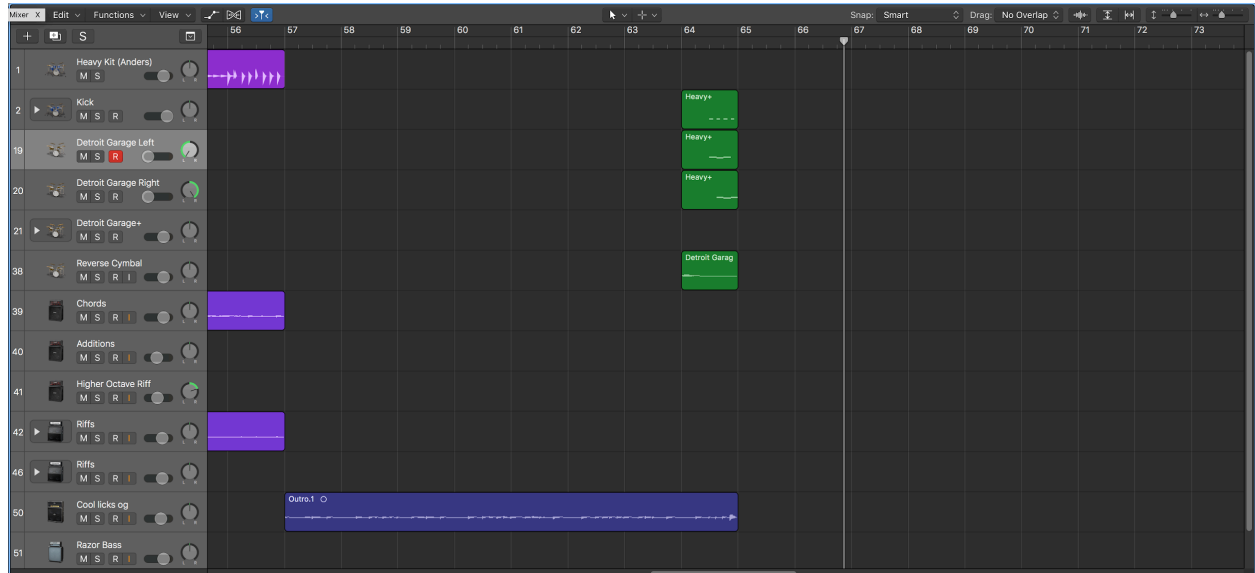 Mixer X Edit Functions View Snap: Smart Drag: No Overlap
S 56 57 58 59 60 61 62 63 64 65 66 67 68 69 70 71 72 73
1 Heavy Kit (Anders)
M S L R
2 Kick Heavy+
M S R L R
19 Detroit Garage Left Heavy+
M S R L R
20 Detroit Garage Right Heavy+
M S R L R
21 Detroit Garage+
M S R L R
38 Reverse Cymbal Detroit Garag
M S R I L R
39 Chords
M S R I L R
40 Additions
M S R I L R
41 Higher Octave Riff
M S R I L R
42 Riffs
M S R I L R
46 Riffs
M S R I L R
50 Cool licks og Outro.1
M S R I L R
51 Razor Bass
M S R I L R